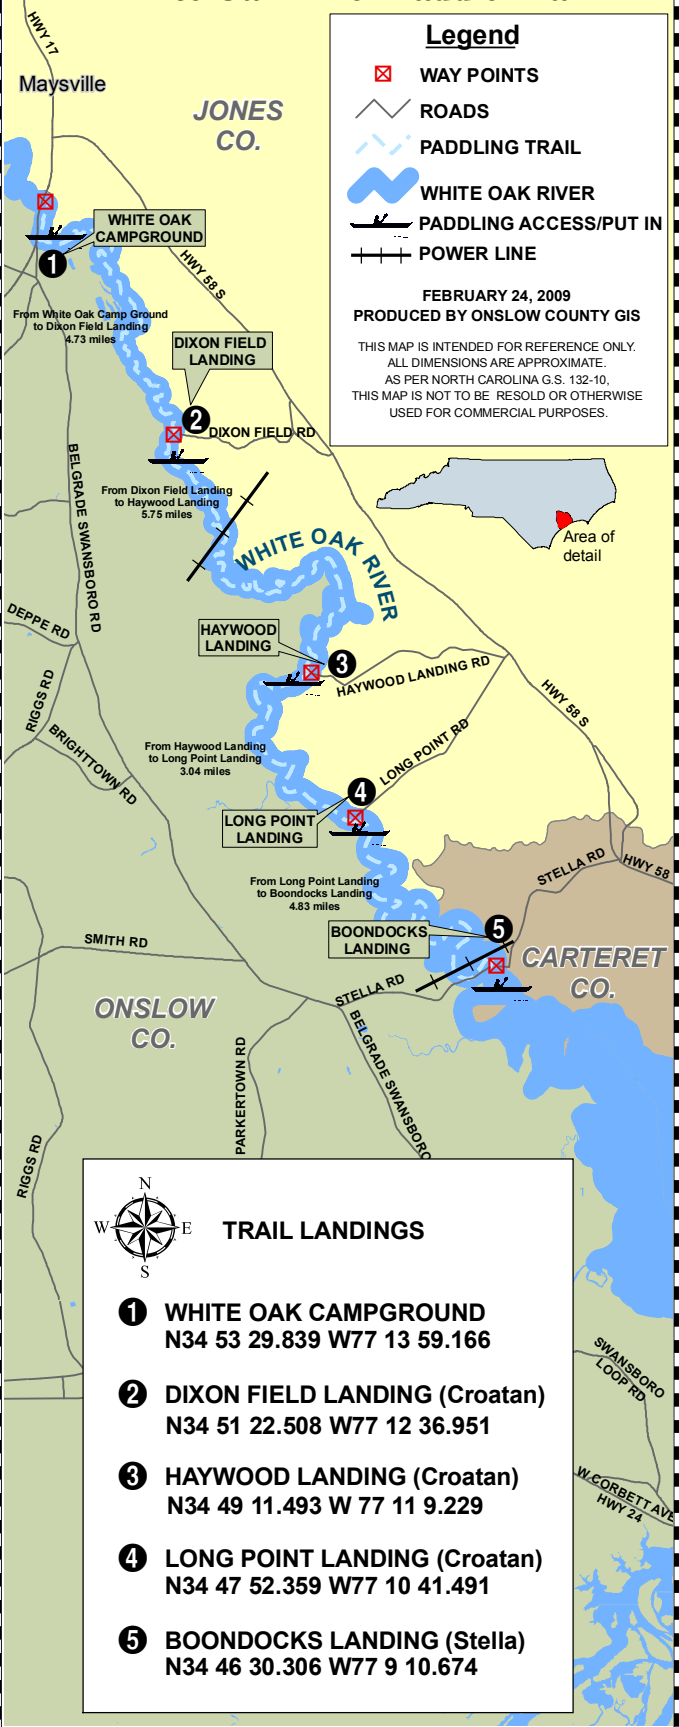 HWY 17
Maysville
JONES
CO.
Legend
WAY POINTS
ROADS
PADDLING TRAIL
WHITE OAK RIVER
PADDLING ACCESS/PUT IN
POWER LINE
FEBRUARY 24, 2009
PRODUCED BY ONSLOW COUNTY GIS
THIS MAP IS INTENDED FOR REFERENCE ONLY.
ALL DIMENSIONS ARE APPROXIMATE.
AS PER NORTH CAROLINA G.S. 132-10,
THIS MAP IS NOT TO BE RESOLD OR OTHERWISE
USED FOR COMMERCIAL PURPOSES.
WHITE OAK
CAMPGROUND
1
HWY 58 S
From White Oak Camp Ground
to Dixon Field Landing
4.73 miles
DIXON FIELD
LANDING
2
DIXON FIELD RD
BELGRADE SWANSBORO RD
From Dixon Field Landing
to Haywood Landing
5.75 miles
WHITE OAK RIVER
Area of
detail
DEPPE RD
HAYWOOD
LANDING
3
HAYWOOD LANDING RD
RIGGS RD
HWY 58 S
BRIGHTTOWN RD
From Haywood Landing
to Long Point Landing
3.04 miles
LONG POINT RD
4
LONG POINT
LANDING
STELLA RD
HWY 58
From Long Point Landing
to Boondocks Landing
4.83 miles
BOONDOCKS
LANDING
5
SMITH RD
CARTERET
CO.
STELLA RD
ONSLOW
CO.
BELGRADE SWANSBORO
PARKERTOWN RD
RIGGS RD
N
W
E
S
TRAIL LANDINGS
1 WHITE OAK CAMPGROUND
N34 53 29.839 W77 13 59.166
2 DIXON FIELD LANDING (Croatan)
N34 51 22.508 W77 12 36.951
3 HAYWOOD LANDING (Croatan)
N34 49 11.493 W 77 11 9.229
4 LONG POINT LANDING (Croatan)
N34 47 52.359 W77 10 41.491
5 BOONDOCKS LANDING (Stella)
N34 46 30.306 W77 9 10.674
SWANSBORO
LOOP RD
W.CORBETT AVE
HWY 24